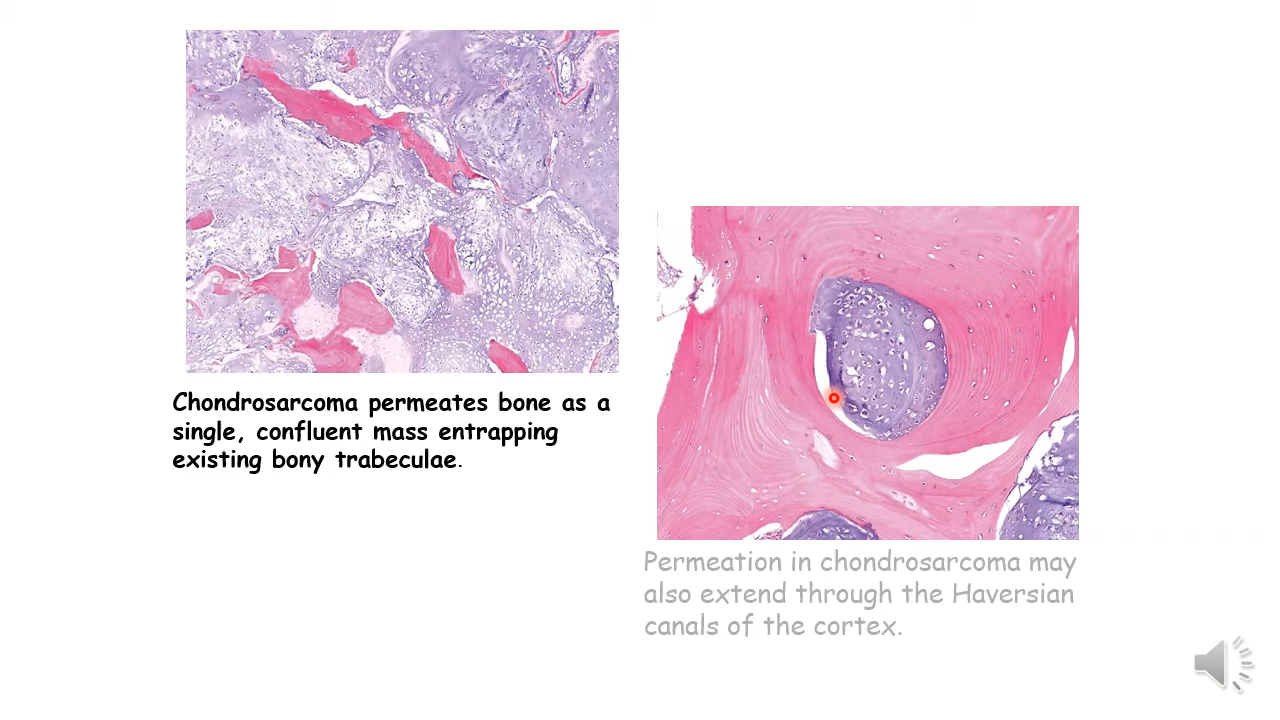 Chondrosarcoma permeates bone as a
single, confluent mass entrapping
existing bony trabeculae.
Permeation in chondrosarcoma may
also extend through the Haversian
canals of the cortex.